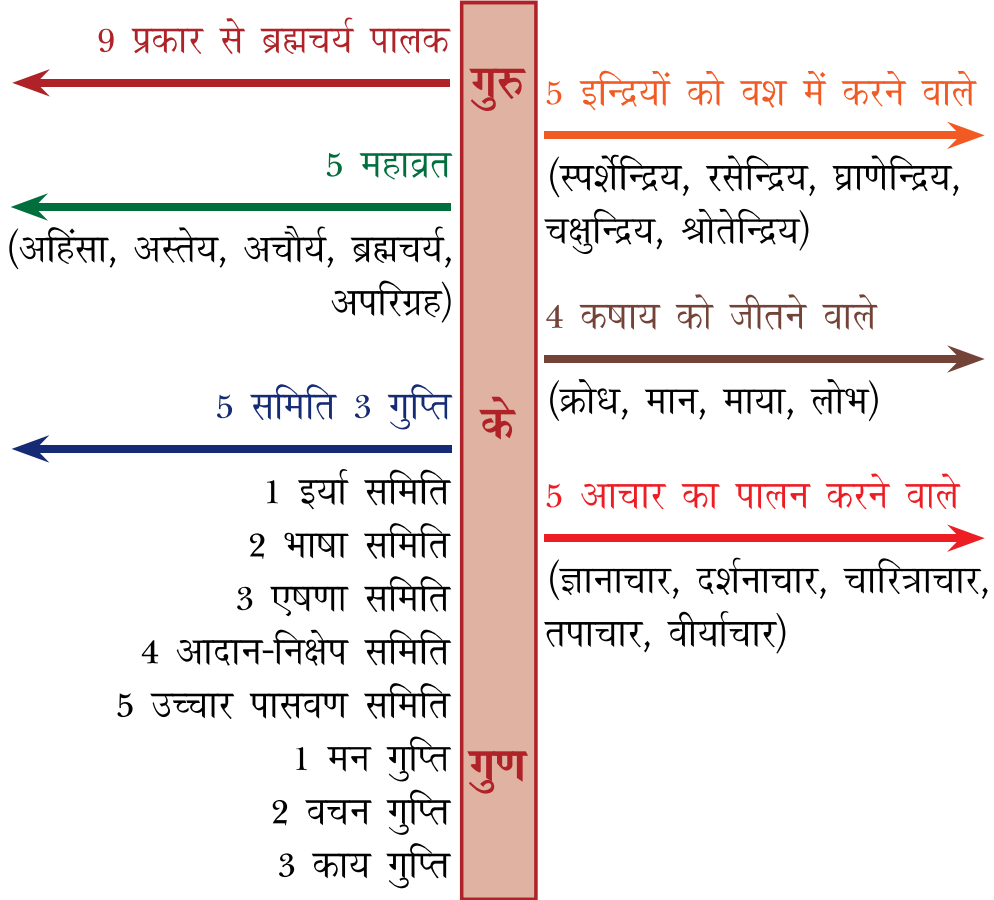 गुरु
के
गुण
9 प्रकार से ब्रह्मचर्य पालक
5 महाव्रत
(अहिंसा, अस्तेय, अचौर्य, ब्रह्मचर्य,
अपरिग्रह)
5 समिति 3 गुप्ति
1 इर्या समिति
2 भाषा समिति
3 एषणा समिति
4 आदान-निक्षेप समिति
5 उच्चार पासवण समिति
1 मन गुप्ति
2 वचन गुप्ति
3 काय गुप्ति
5 इन्द्रियों को वश में करने वाले
(स्पर्शेन्द्रिय, रसेन्द्रिय, घ्राणेन्द्रिय,
चक्षुन्द्रिय, श्रोतेन्द्रिय)
4 कषाय को जीतने वाले
(क्रोध, मान, माया, लोभ)
5 आचार का पालन करने वाले
(ज्ञानाचार, दर्शनाचार, चारित्राचार,
तपाचार, वीर्याचार)